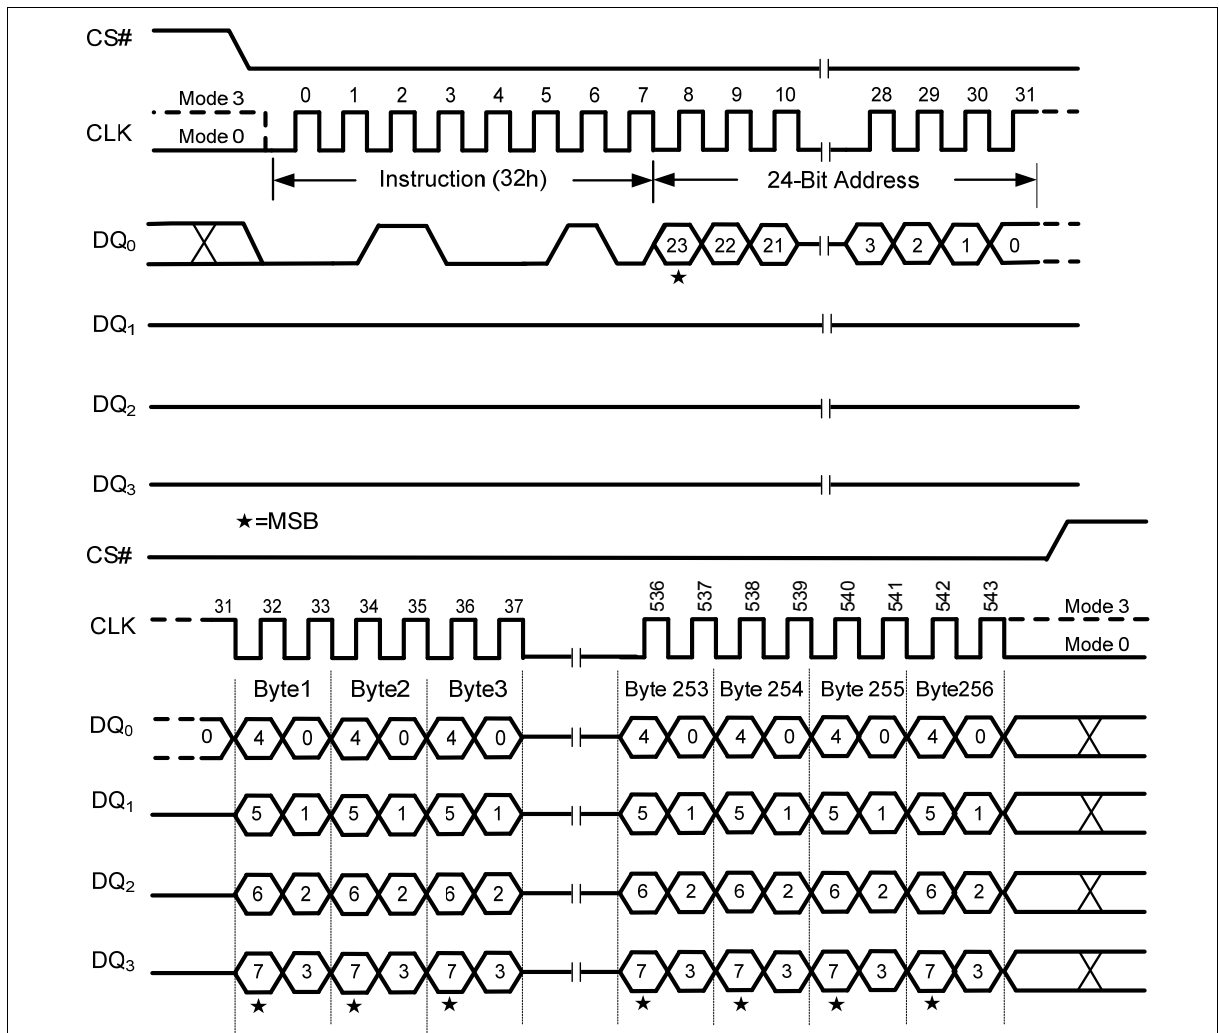 CS#
Mode 3
0 1 2 3 4 5 6 7 8 9 10 28 29 30 31
CLK
Mode 0
Instruction (32h) 24-Bit Address
DQ0 23 22 21 3 2 1 0
★
DQ1
DQ2
DQ3
★=MSB
CS#
31 32 33 34 35 36 37 536 537 538 539 540 541 542 543 Mode 3
CLK
Mode 0
Byte1 Byte2 Byte3 Byte 253 Byte 254 Byte 255 Byte256
DQ0 0 4 0 4 0 4 0 4 0 4 0 4 0 4 0
DQ1 5 1 5 1 5 1 5 1 5 1 5 1 5 1
DQ2 6 2 6 2 6 2 6 2 6 2 6 2 6 2
DQ3 7 3 7 3 7 3 7 3 7 3 7 3 7 3
★ ★ ★ ★ ★ ★ ★